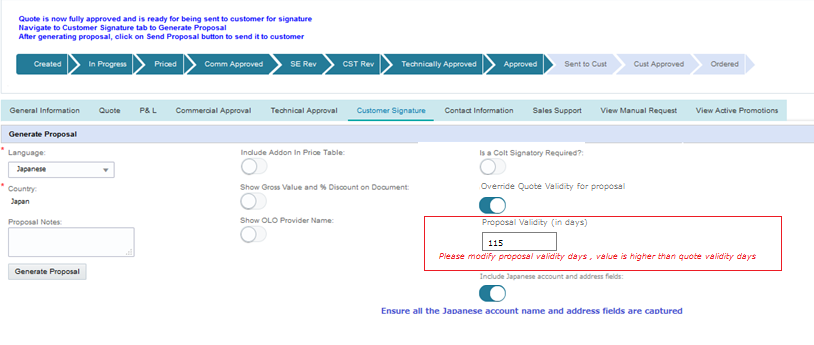 Quote is now fully approved and is ready for being sent to customer for signature
Navigate to Customer Signature tab to Generate Proposal
After generating proposal, click on Send Proposal button to send it to customer
Created In Progress Priced Comm Approved SE Rev CST Rev Technically Approved Approved Sent to Cust Cust Approved Ordered
General Information Quote P& L Commercial Approval Technical Approval Customer Signature Contact Information Sales Support View Manual Request View Active Promotions
Generate Proposal
* Language:
Japanese
* Country:
Japan
Proposal Notes:
Generate Proposal
Include Addon In Price Table:
Show Gross Value and % Discount on Document:
Show OLO Provider Name:
Is a Colt Signatory Required?:
Override Quote Validity for proposal
Proposal Validity (in days)
115
Please modify proposal validity days , value is higher than quote validity days
Include Japanese account and address fields:
Ensure all the Japanese account name and address fields are captured